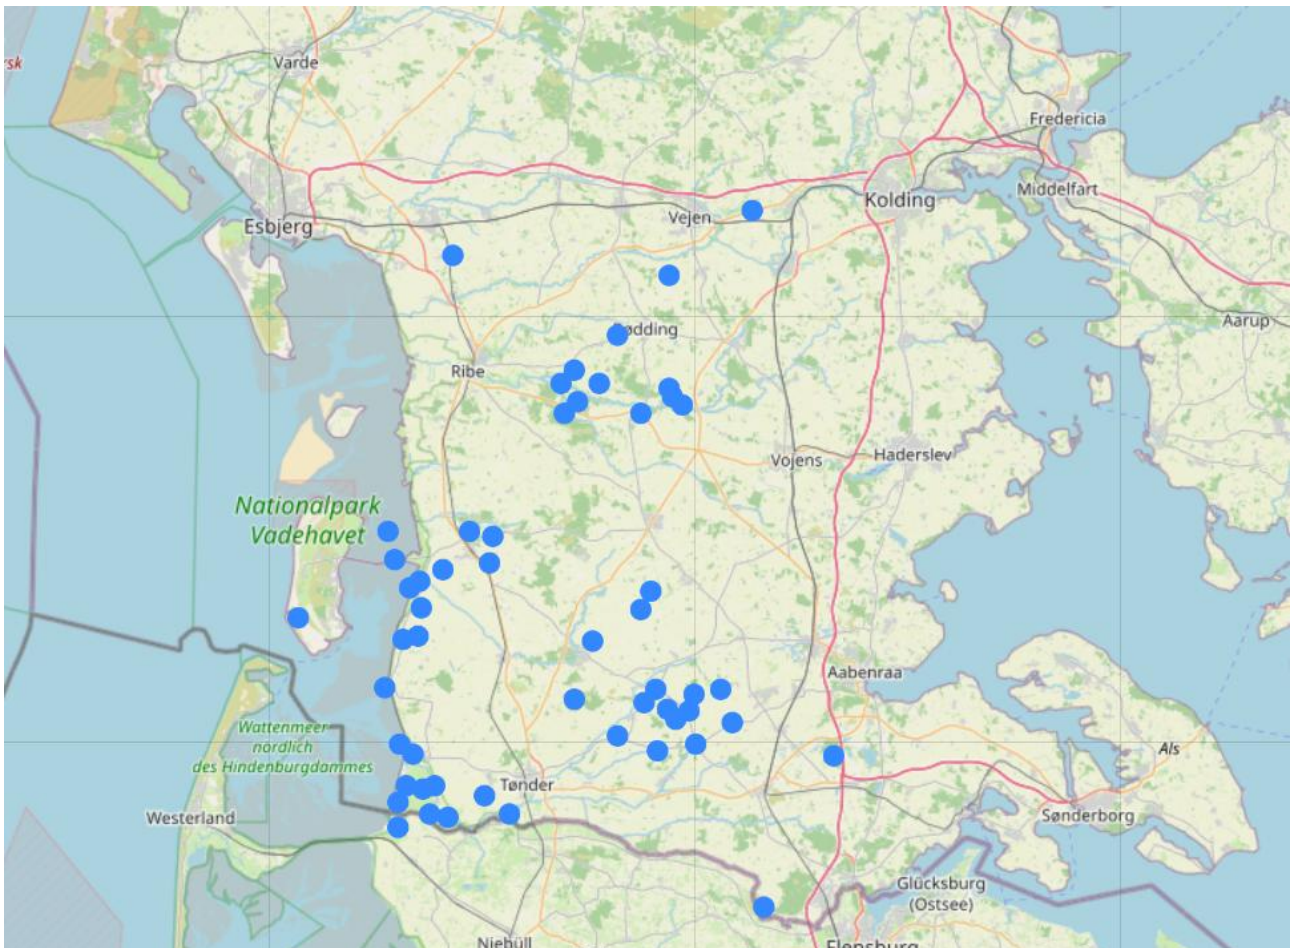 Varde
Fredericia
Middelfart
Kolding
Vejen
Esbjerg
Aarup
Ribe
Haderslev
Vojens
Nationalpark
Vadehavet
Aabenraa
Wattenmeer
nördlich
des Hindenburgdammes
Als
Tønder
Westerland
Sønderborg
Glücksburg
(Ostsee)